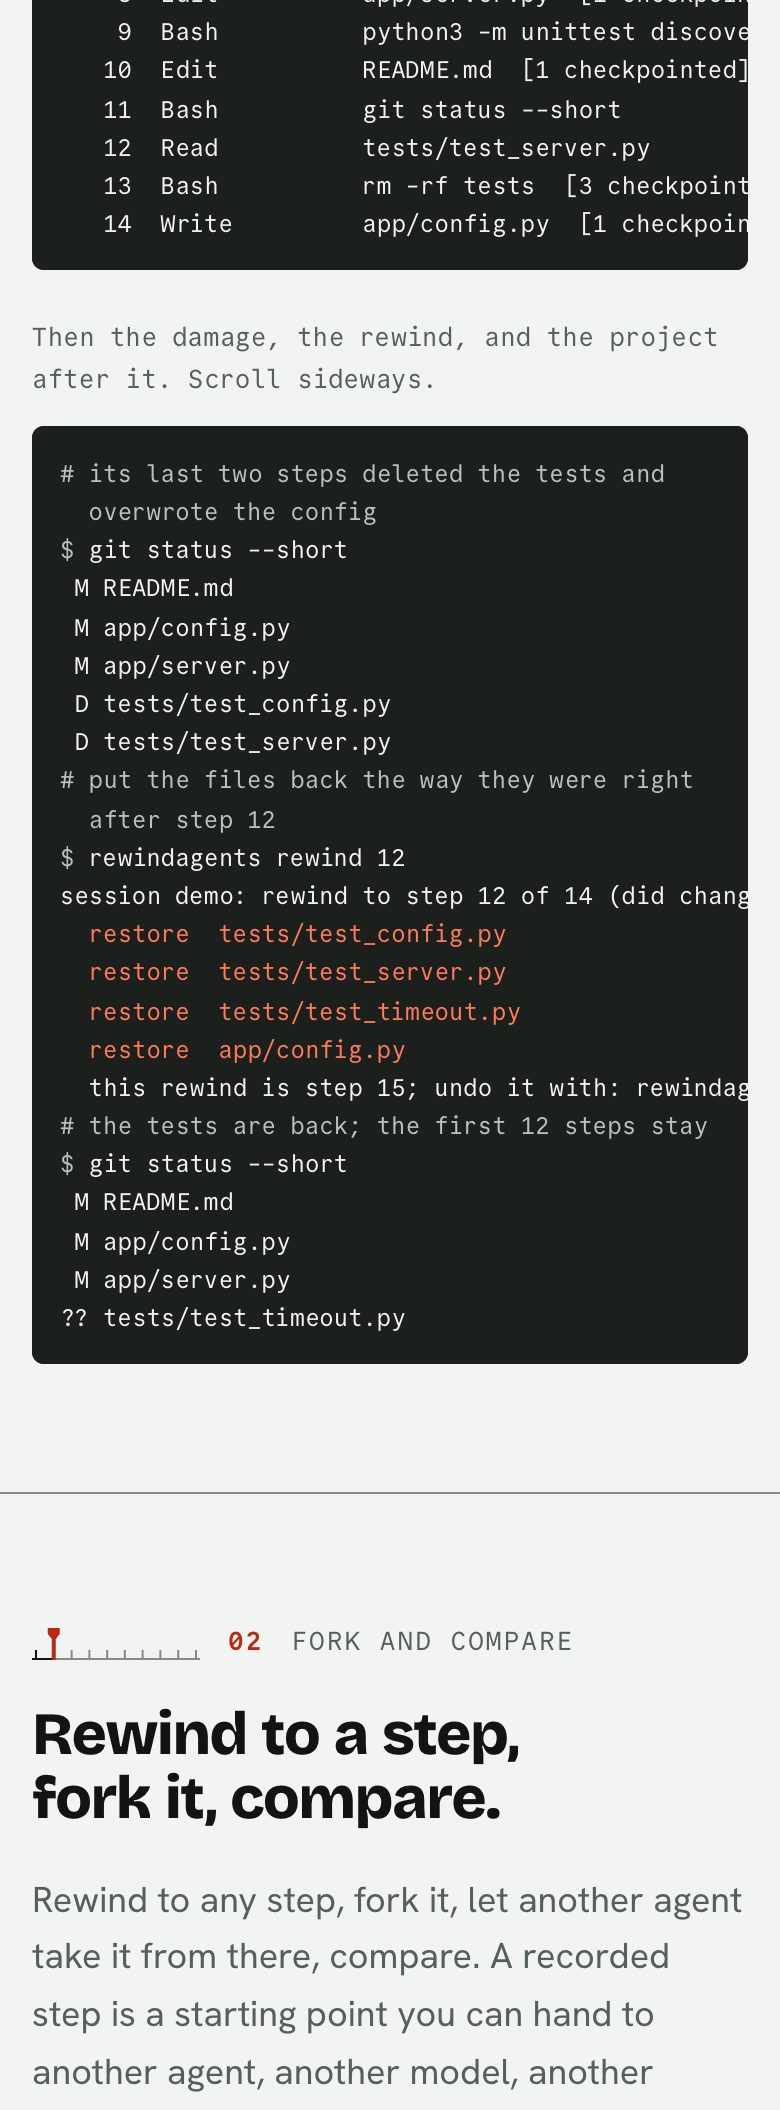 9  Bash          python3 -m unittest discove
10  Edit          README.md  [1 checkpointed]
11  Bash          git status --short
12  Read          tests/test_server.py
13  Bash          rm -rf tests  [3 checkpoint
14  Write         app/config.py  [1 checkpoin
Then the damage, the rewind, and the project
after it. Scroll sideways.
# its last two steps deleted the tests and
  overwrote the config
$ git status --short
 M README.md
 M app/config.py
 M app/server.py
 D tests/test_config.py
 D tests/test_server.py
# put the files back the way they were right
  after step 12
$ rewindagents rewind 12
session demo: rewind to step 12 of 14 (did chang
  restore  tests/test_config.py
  restore  tests/test_server.py
  restore  tests/test_timeout.py
  restore  app/config.py
  this rewind is step 15; undo it with: rewindag
# the tests are back; the first 12 steps stay
$ git status --short
 M README.md
 M app/config.py
 M app/server.py
?? tests/test_timeout.py
02 FORK AND COMPARE
Rewind to a step,
fork it, compare.
Rewind to any step, fork it, let another agent
take it from there, compare. A recorded
step is a starting point you can hand to
another agent, another model, another